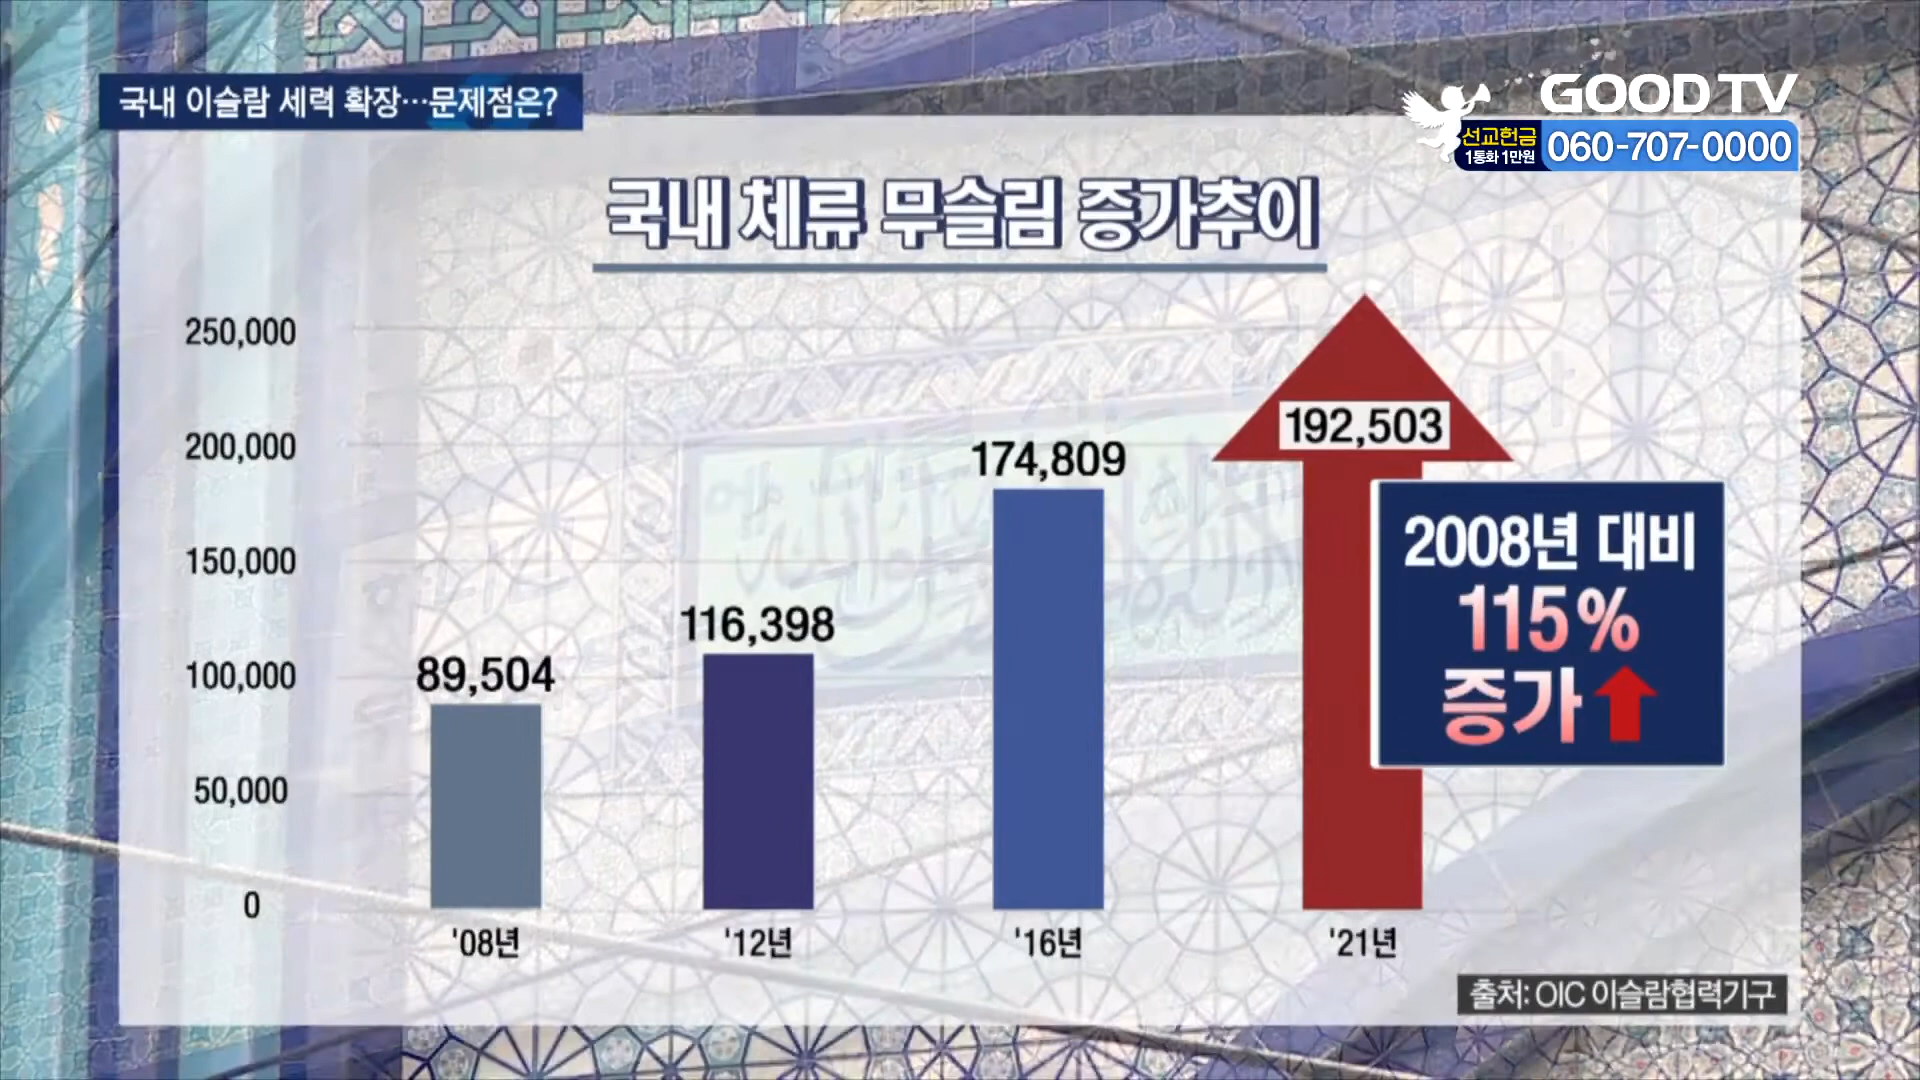 국내 이슬람 세력 확장…문제점은?
GOOD TV
선교헌금
1통화 1만원
060-707-0000
국내 체류 무슬림 증가추이
250,000
200,000
150,000
100,000
50,000
0
89,504
116,398
174,809
192,503
2008년 대비
115%
증가
'08년
'12년
'16년
'21년
출처: OIC 이슬람협력기구